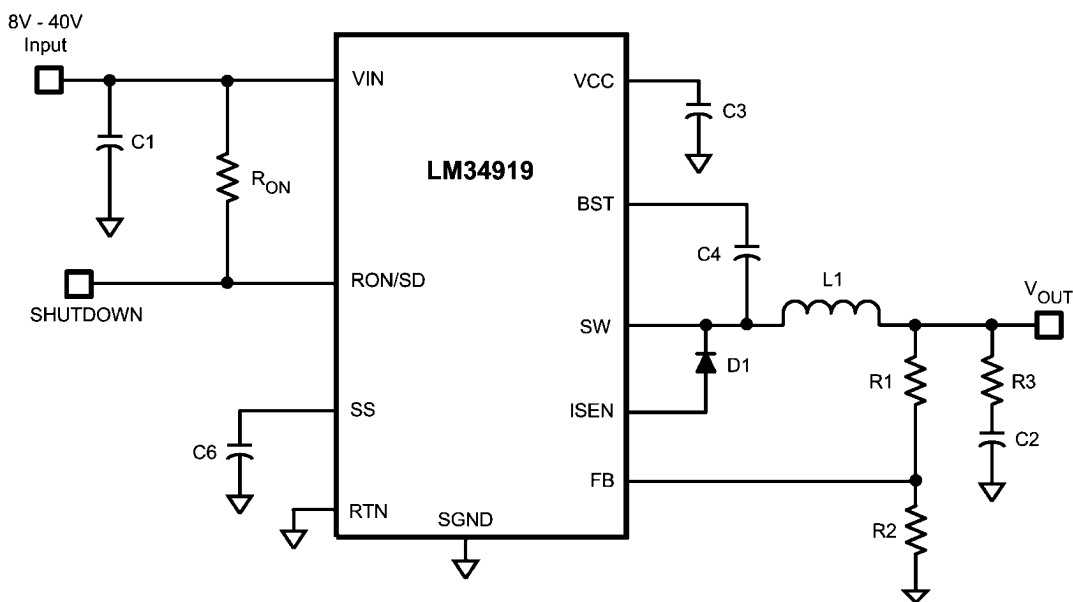 8V - 40V
Input
VIN
VCC
C3
C1
LM34919
RON
BST
C4
RON/SD
L1
VOUT
SHUTDOWN
SW
D1
R1
R3
SS
ISEN
C2
C6
FB
RTN
SGND
R2